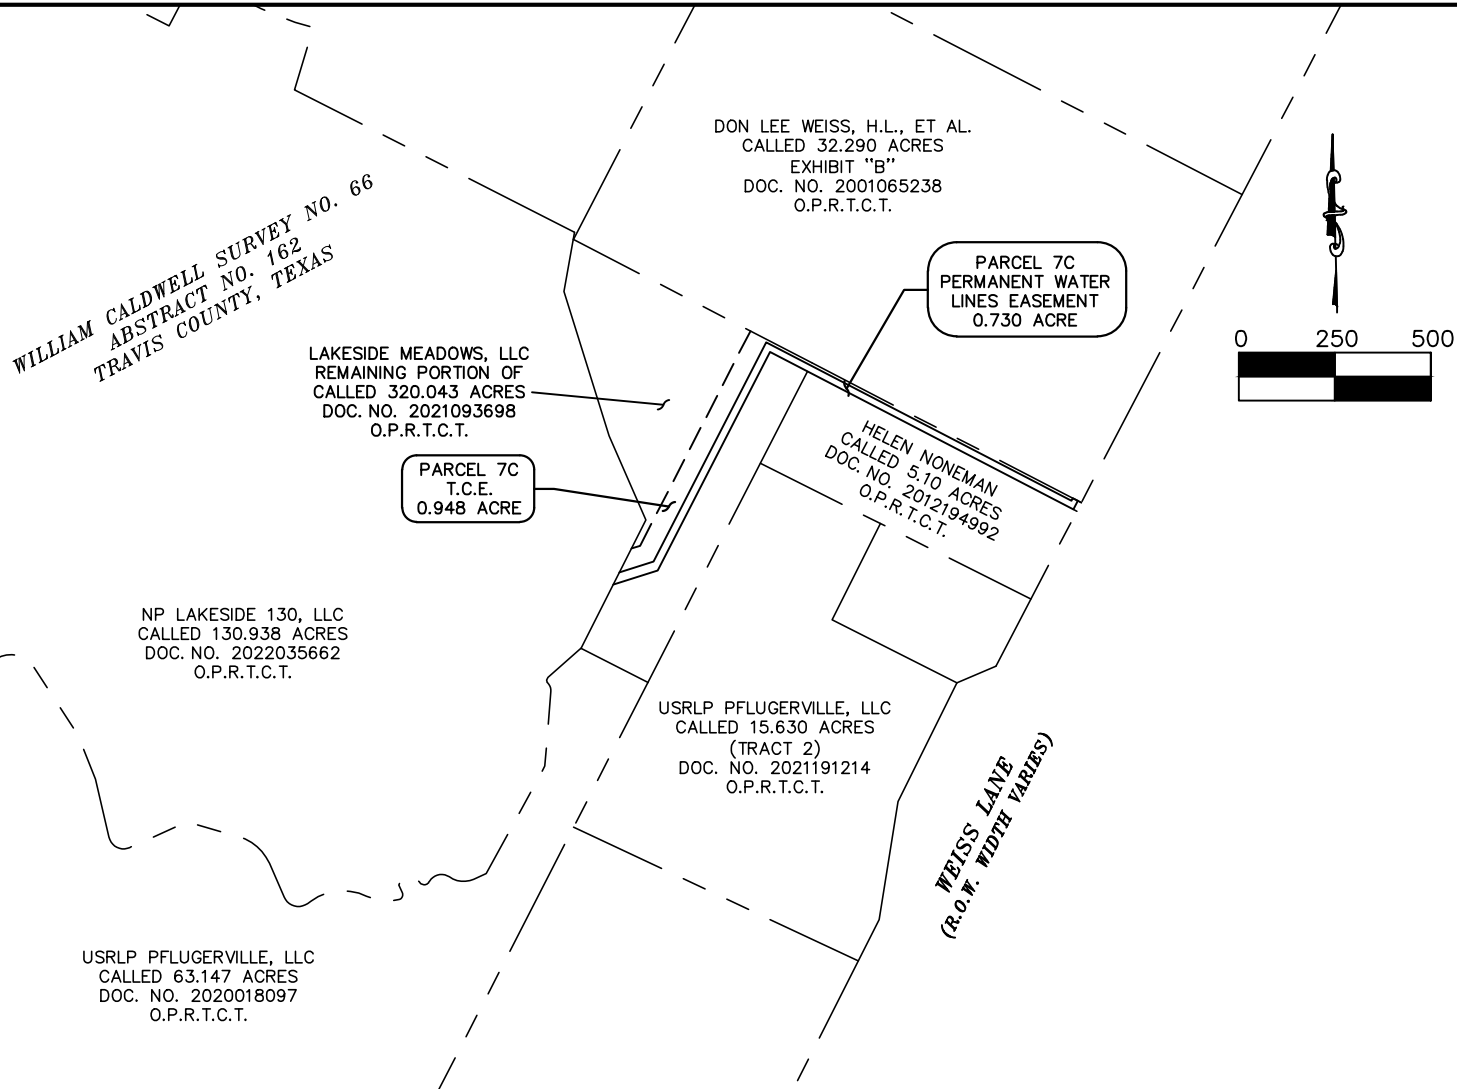 DON LEE WEISS, H.L., ET AL.
CALLED 32.290 ACRES
EXHIBIT "B"
DOC. NO. 2001065238
O.P.R.T.C.T.
WILLIAM CALDWELL SURVEY NO. 66
ABSTRACT NO. 162
TRAVIS COUNTY, TEXAS
PARCEL 7C
PERMANENT WATER
LINES EASEMENT
0.730 ACRE
0 250 500
LAKESIDE MEADOWS, LLC
REMAINING PORTION OF
CALLED 320.043 ACRES
DOC. NO. 2021093698
O.P.R.T.C.T.
PARCEL 7C
T.C.E.
0.948 ACRE
HELEN NONEMAN
CALLED 5.10 ACRES
DOC. NO. 2012194992
O.P.R.T.C.T.
NP LAKESIDE 130, LLC
CALLED 130.938 ACRES
DOC. NO. 2022035662
O.P.R.T.C.T.
USRLP PFLUGERVILLE, LLC
CALLED 15.630 ACRES
(TRACT 2)
DOC. NO. 2021191214
O.P.R.T.C.T.
WEISS LANE
(R.O.W. WIDTH VARIES)
USRLP PFLUGERVILLE, LLC
CALLED 63.147 ACRES
DOC. NO. 2020018097
O.P.R.T.C.T.